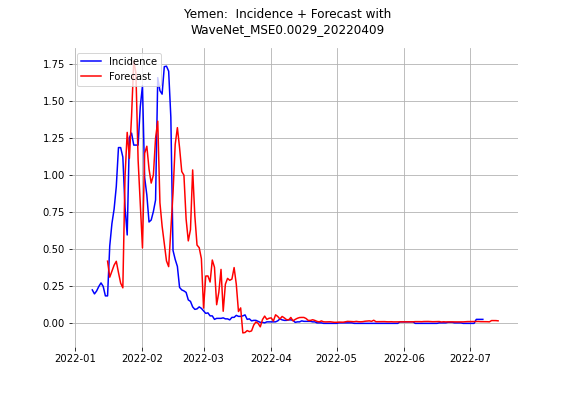 Yemen:  Incidence + Forecast with
WaveNet_MSE0.0029_20220409
Incidence
Forecast
1.75
1.50
1.25
1.00
0.75
0.50
0.25
0.00
2022-01 2022-02 2022-03 2022-04 2022-05 2022-06 2022-07